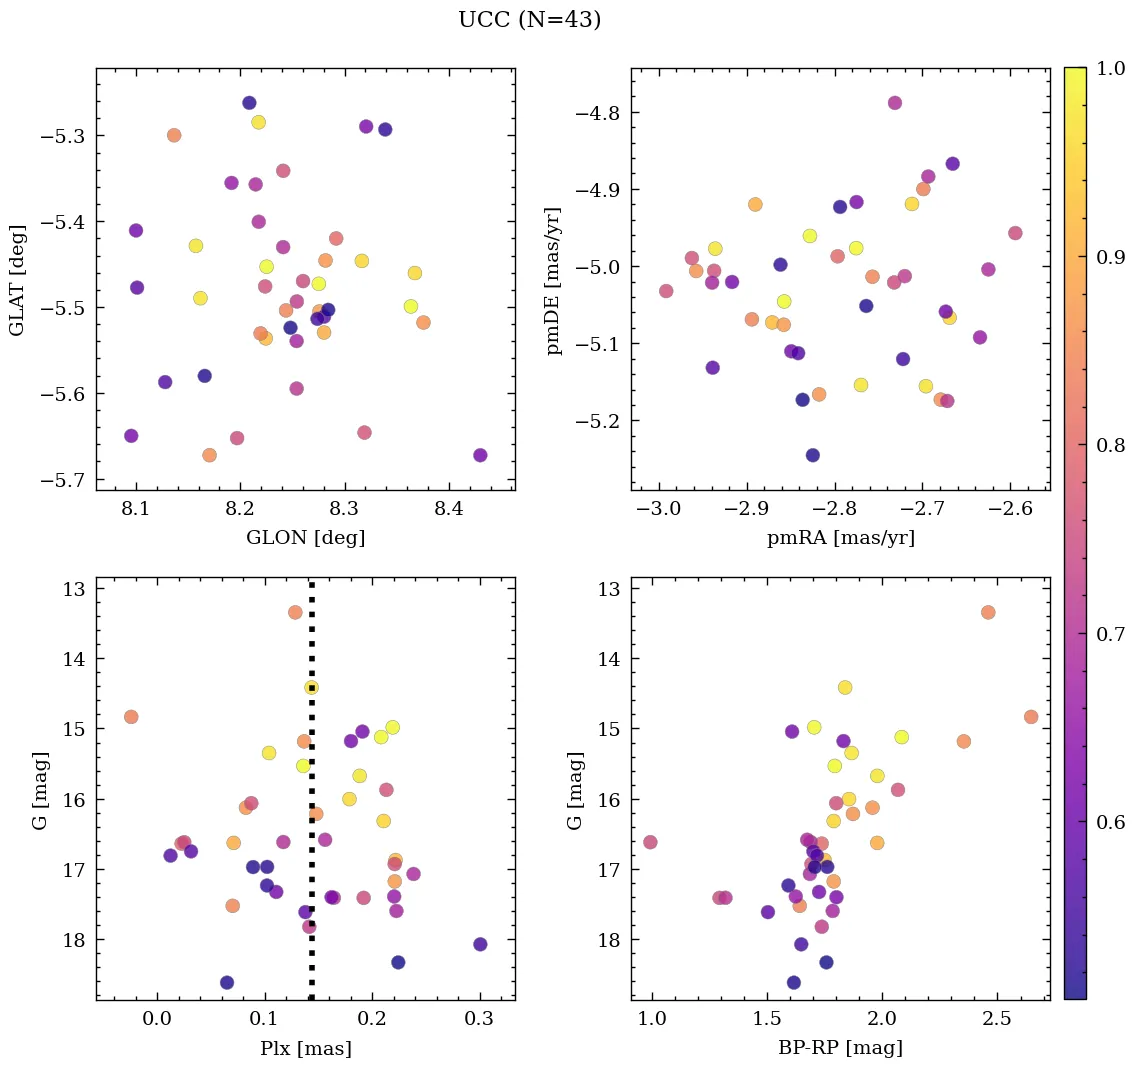 UCC (N=43)
−5.3
−5.4
−5.5
−5.6
−5.7
GLAT [deg]
8.1 8.2 8.3 8.4
GLON [deg]
−4.8
−4.9
−5.0
−5.1
−5.2
pmDE [mas/yr]
−3.0 −2.9 −2.8 −2.7 −2.6
pmRA [mas/yr]
13
14
15
16
17
18
G [mag]
0.0 0.1 0.2 0.3
Plx [mas]
13
14
15
16
17
18
G [mag]
1.0 1.5 2.0 2.5
BP-RP [mag]
1.0
0.9
0.8
0.7
0.6